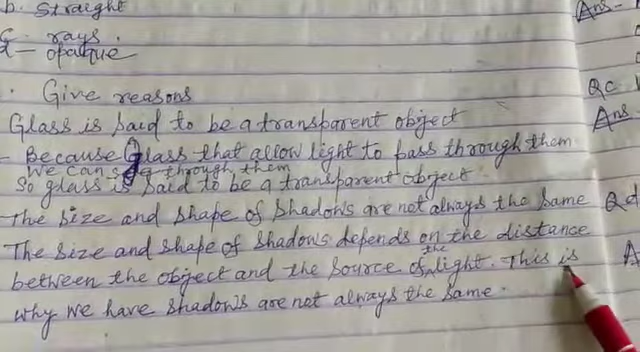 b. Straight
c - rays.
d - opaque
. Give reasons
Glass is said to be a transparent object
- Because Glass that allow light to pass through them
We can see through them
So glass is said to be a transparent object.
The size and shape of shadows are not always the same
The size and shape of shadows depends on the distance
between the object and the source of the light. This is
why we have shadows are not always the same.
Ans -
Qc
Ans
Qd
A